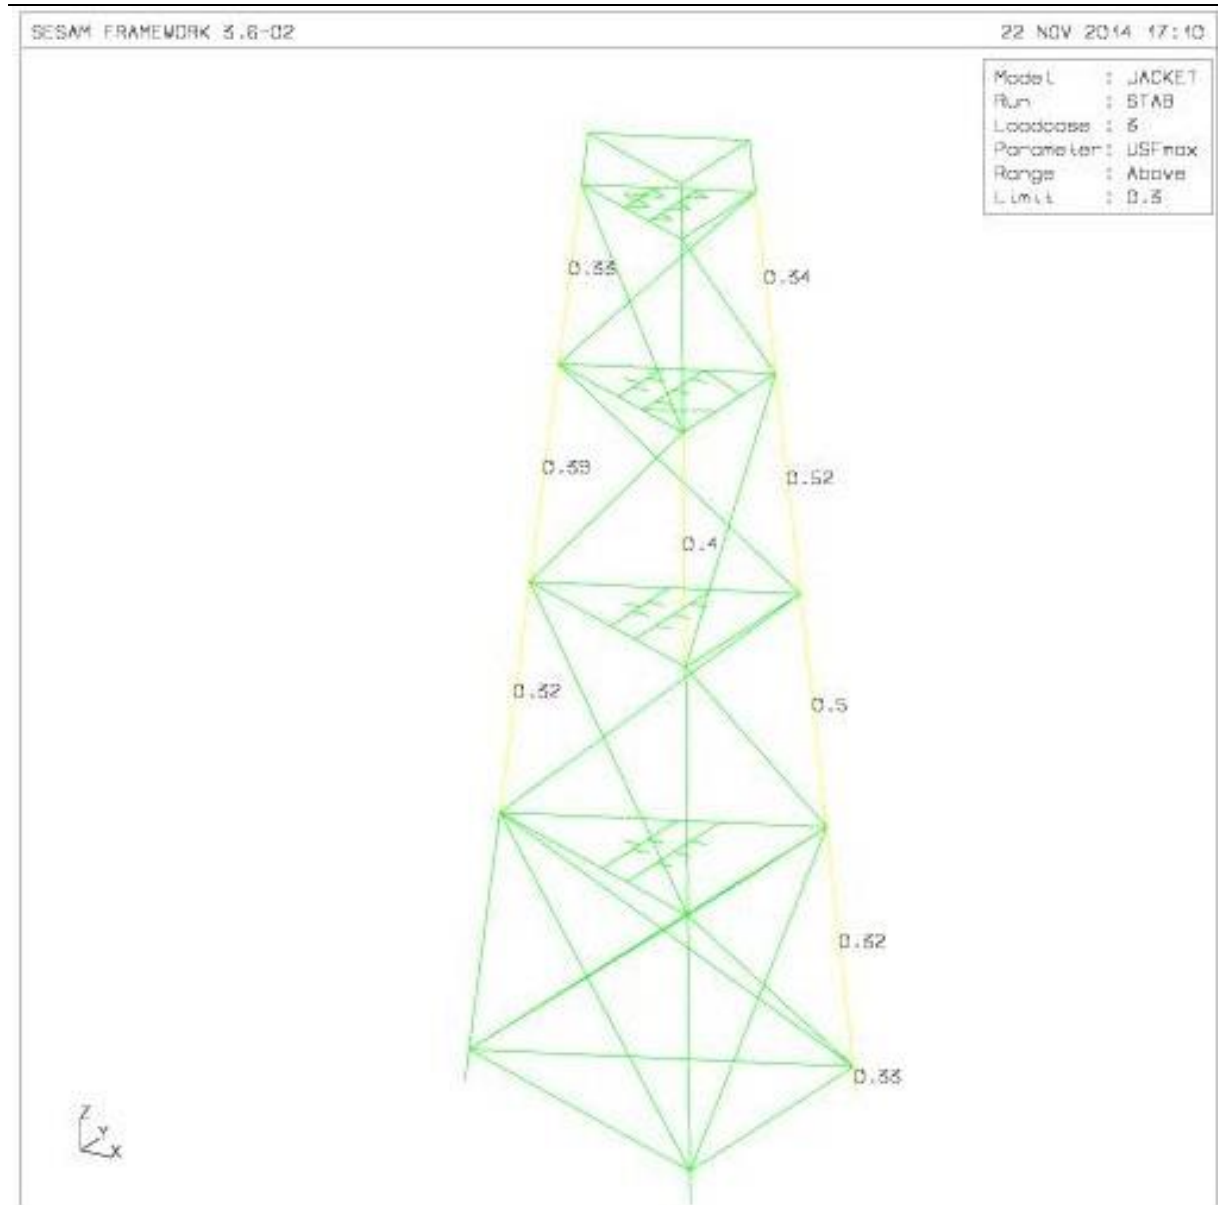 SESAM FRAMEWORK 3.6-02
22 NOV 2014 17:10
Model : JACKET
Run : STAB
Loadcase : 3
Parameter: USFmax
Range : Above
Limit : 0.3
0.33
0.34
0.39
0.52
0.4
0.32
0.5
0.32
0.33
Z
Y
X